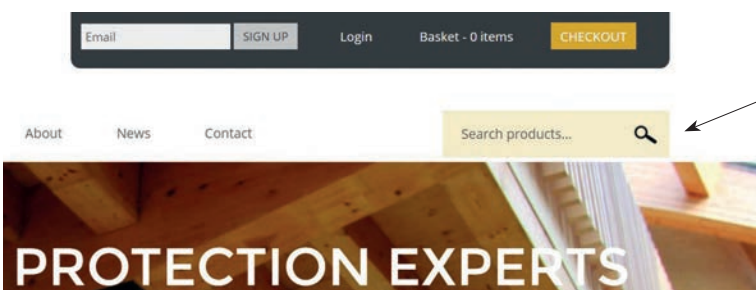 Email SIGN UP Login Basket - 0 items CHECKOUT
About News Contact Search products...
PROTECTION EXPERTS